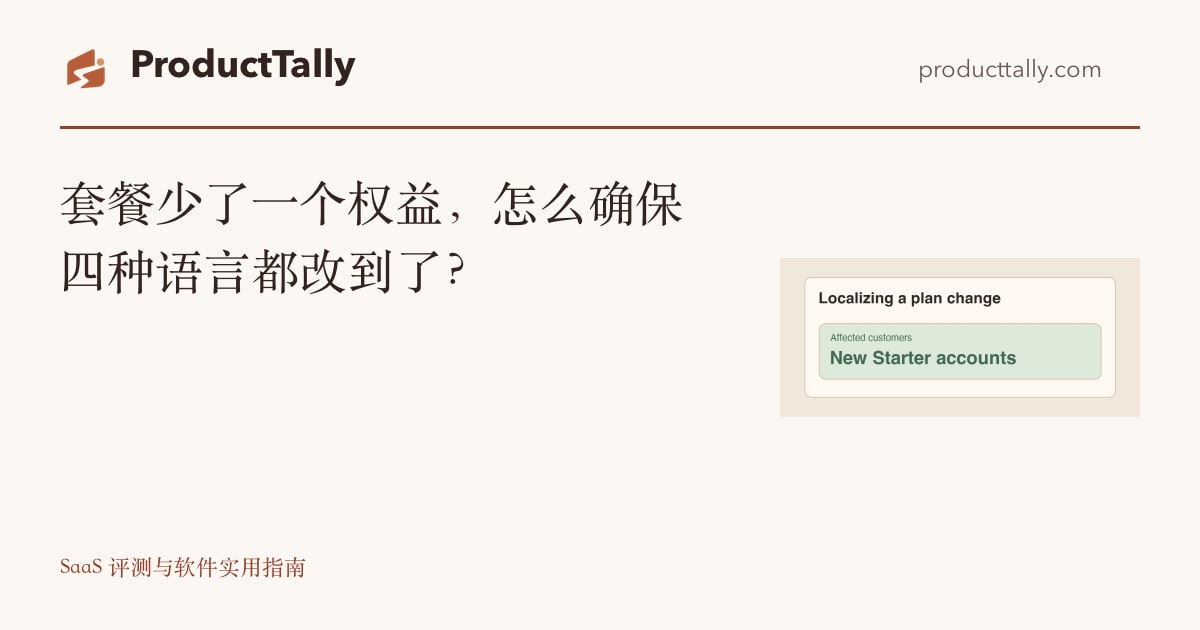 ProductTally
producttally.com
套餐少了一个权益，怎么确保
四种语言都改到了？
Localizing a plan change
Affected customers
New Starter accounts
SaaS 评测与软件实用指南